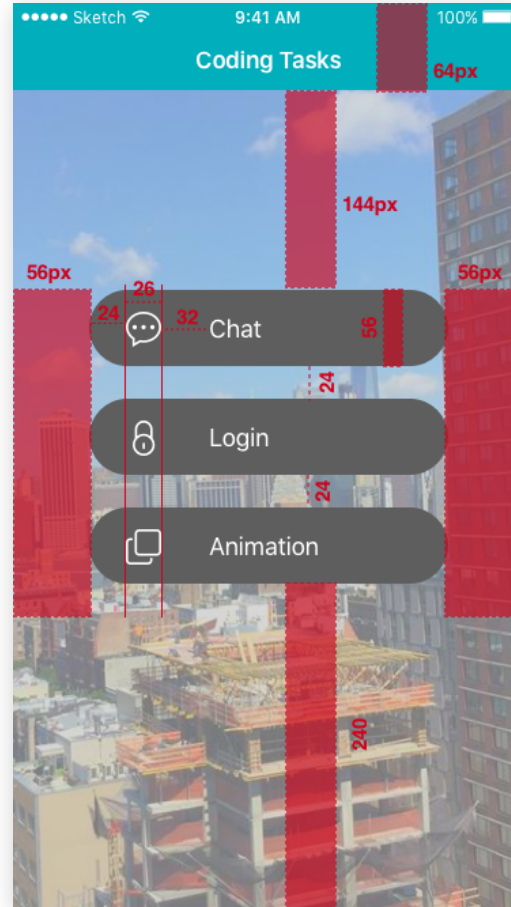 Sketch 9:41 AM 100%
Coding Tasks
64px
144px
56px 56px
26
24 32 56
Chat
24
Login
24
Animation
240